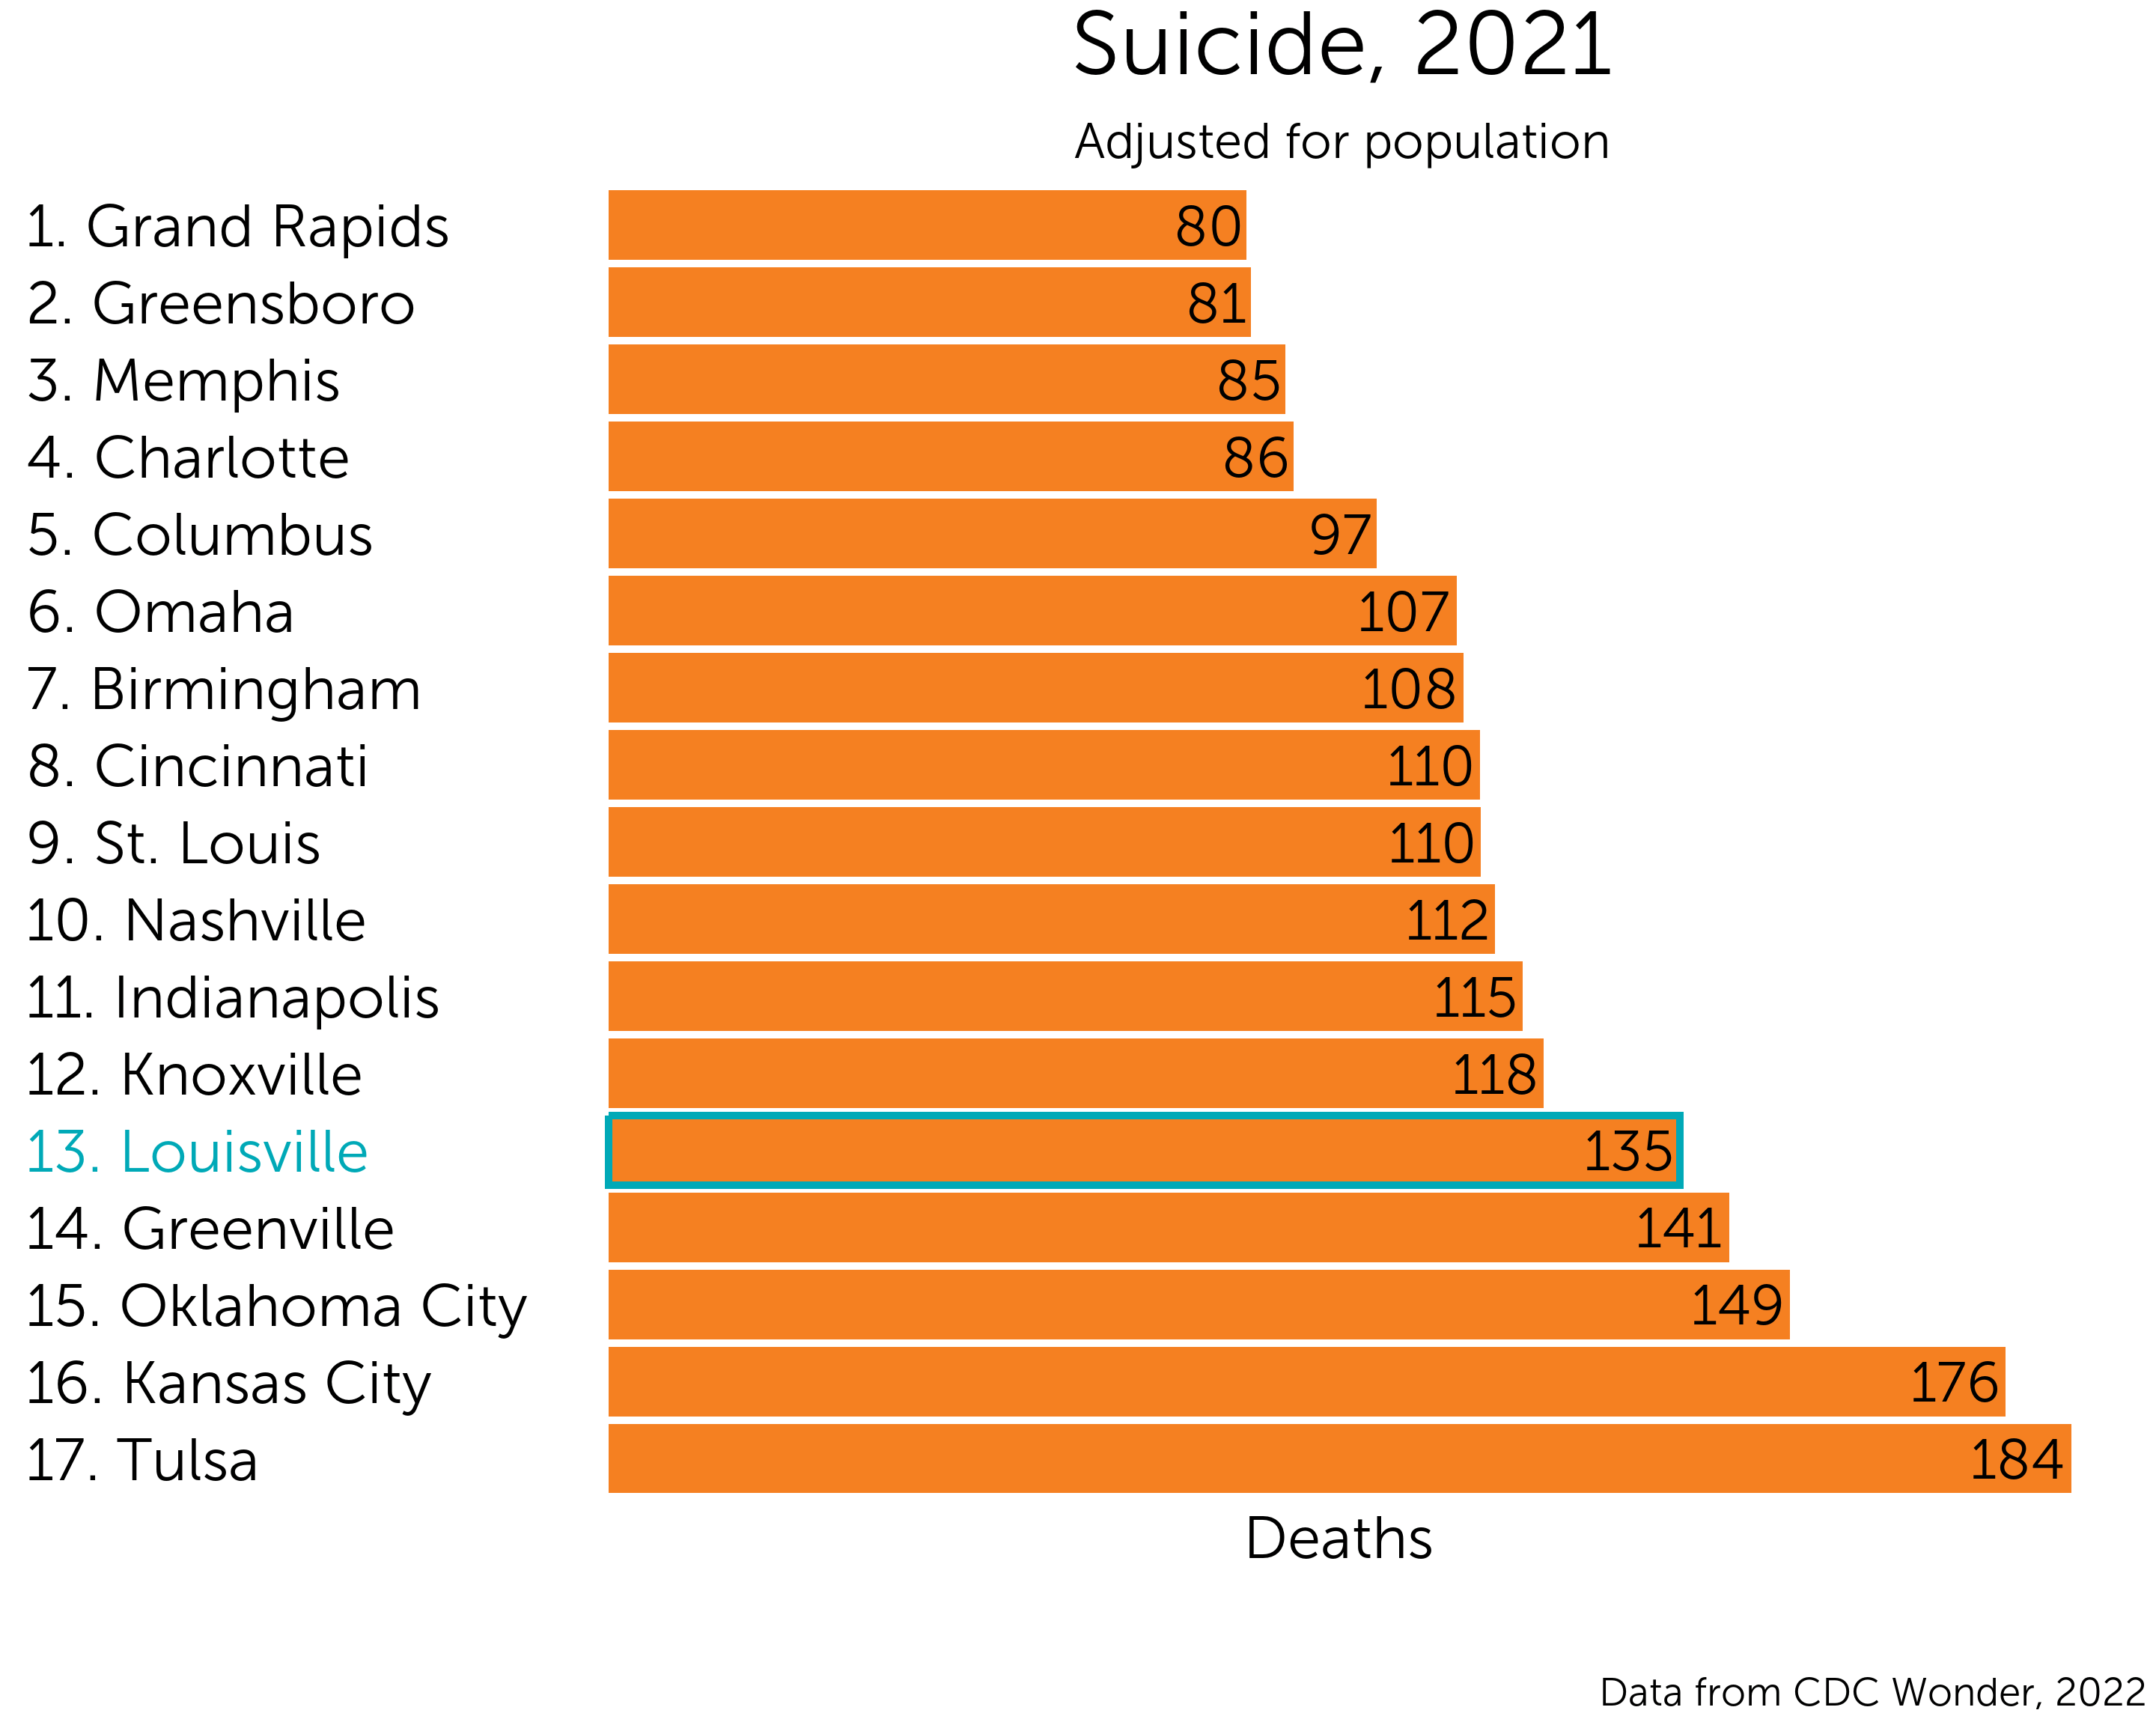 Suicide, 2021
Adjusted for population
1. Grand Rapids 80
2. Greensboro 81
3. Memphis 85
4. Charlotte 86
5. Columbus 97
6. Omaha 107
7. Birmingham 108
8. Cincinnati 110
9. St. Louis 110
10. Nashville 112
11. Indianapolis 115
12. Knoxville 118
13. Louisville 135
14. Greenville 141
15. Oklahoma City 149
16. Kansas City 176
17. Tulsa 184
Deaths
Data from CDC Wonder, 2022